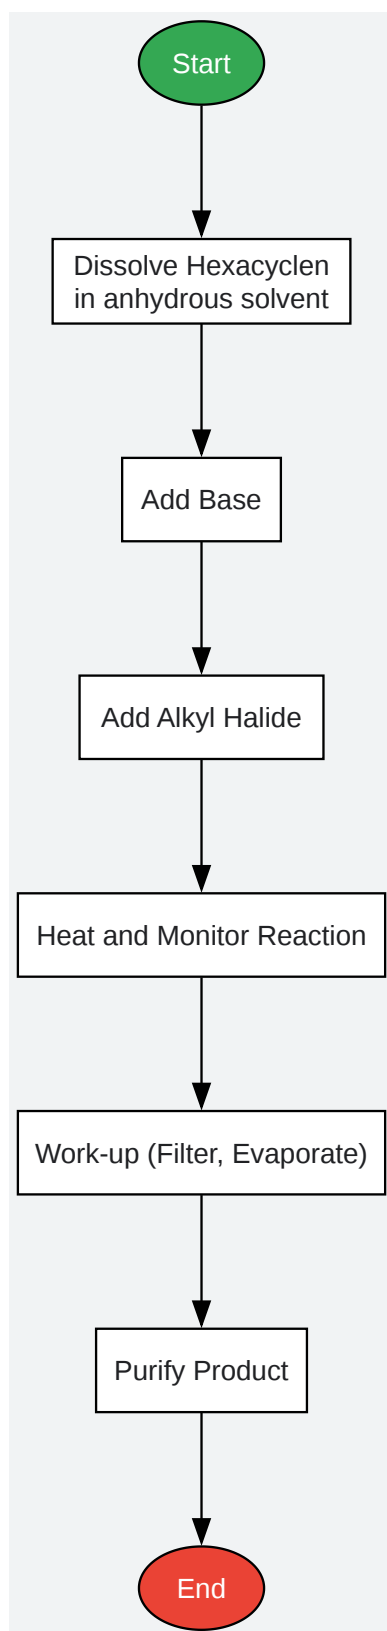 Start
Dissolve Hexacyclen
in anhydrous solvent
Add Base
Add Alkyl Halide
Heat and Monitor Reaction
Work-up (Filter, Evaporate)
Purify Product
End